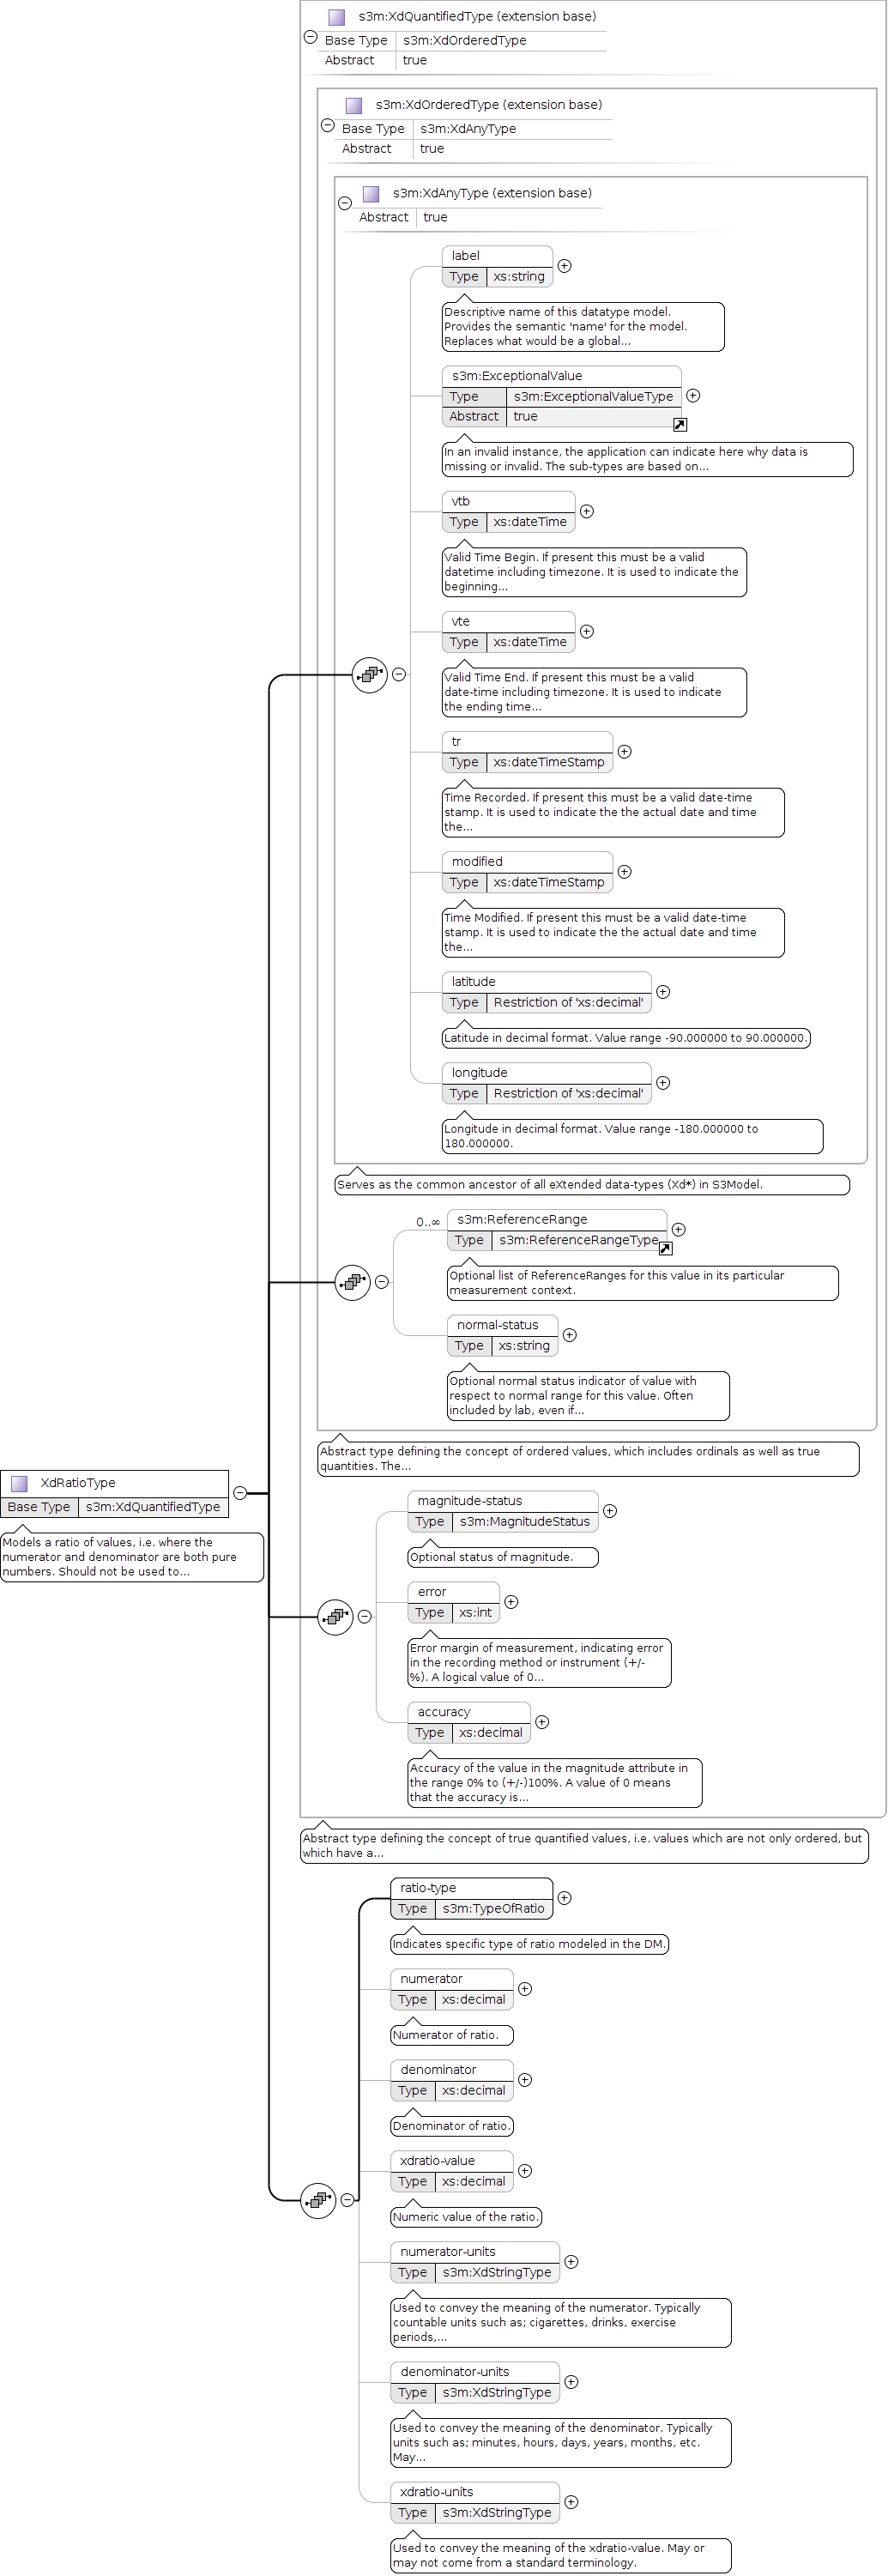 s3m:XdQuantifiedType (extension base)
Base Type s3m:XdOrderedType
Abstract true
s3m:XdOrderedType (extension base)
Base Type s3m:XdAnyType
Abstract true
s3m:XdAnyType (extension base)
Abstract true
label
Type xs:string
Descriptive name of this datatype model.
Provides the semantic 'name' for the model.
Replaces what would be a global...
s3m:ExceptionalValue
Type s3m:ExceptionalValueType
Abstract true
In an invalid instance, the application can indicate here why data is
missing or invalid. The sub-types are based on...
vtb
Type xs:dateTime
Valid Time Begin. If present this must be a valid
datetime including timezone. It is used to indicate the
beginning...
vte
Type xs:dateTime
Valid Time End. If present this must be a valid
date-time including timezone. It is used to indicate
the ending time...
tr
Type xs:dateTimeStamp
Time Recorded. If present this must be a valid date-time
stamp. It is used to indicate the the actual date and time
the...
modified
Type xs:dateTimeStamp
Time Modified. If present this must be a valid date-time
stamp. It is used to indicate the the actual date and time
the...
latitude
Type Restriction of 'xs:decimal'
Latitude in decimal format. Value range -90.000000 to 90.000000.
longitude
Type Restriction of 'xs:decimal'
Longitude in decimal format. Value range -180.000000 to
180.000000.
Serves as the common ancestor of all eXtended data-types (Xd*) in S3Model.
0..∞ s3m:ReferenceRange
Type s3m:ReferenceRangeType
Optional list of ReferenceRanges for this value in its particular
measurement context.
normal-status
Type xs:string
Optional normal status indicator of value with
respect to normal range for this value. Often
included by lab, even if...
Abstract type defining the concept of ordered values, which includes ordinals as well as true
quantities. The...
XdRatioType
Base Type s3m:XdQuantifiedType
Models a ratio of values, i.e. where the
numerator and denominator are both pure
numbers. Should not be used to...
magnitude-status
Type s3m:MagnitudeStatus
Optional status of magnitude.
error
Type xs:int
Error margin of measurement, indicating error
in the recording method or instrument (+/-
%). A logical value of 0...
accuracy
Type xs:decimal
Accuracy of the value in the magnitude attribute in
the range 0% to (+/-)100%. A value of 0 means
that the accuracy is...
Abstract type defining the concept of true quantified values, i.e. values which are not only ordered, but
which have a...
ratio-type
Type s3m:TypeOfRatio
Indicates specific type of ratio modeled in the DM.
numerator
Type xs:decimal
Numerator of ratio.
denominator
Type xs:decimal
Denominator of ratio.
xdratio-value
Type xs:decimal
Numeric value of the ratio.
numerator-units
Type s3m:XdStringType
Used to convey the meaning of the numerator. Typically
countable units such as; cigarettes, drinks, exercise
periods,...
denominator-units
Type s3m:XdStringType
Used to convey the meaning of the denominator. Typically
units such as; minutes, hours, days, years, months, etc.
May...
xdratio-units
Type s3m:XdStringType
Used to convey the meaning of the xdratio-value. May or
may not come from a standard terminology.